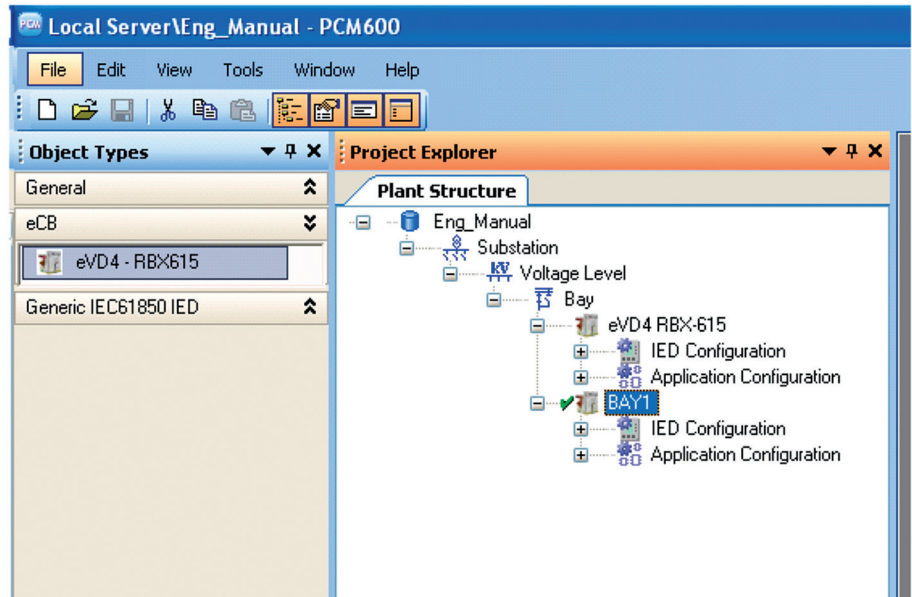 Local Server\Eng_Manual - PCM600
File Edit View Tools Window Help
Object Types
General
eCB
eVD4 - RBX615
Generic IEC61850 IED
Project Explorer
Plant Structure
Eng_Manual
Substation
Voltage Level
Bay
eVD4 RBX-615
IED Configuration
Application Configuration
BAY1
IED Configuration
Application Configuration